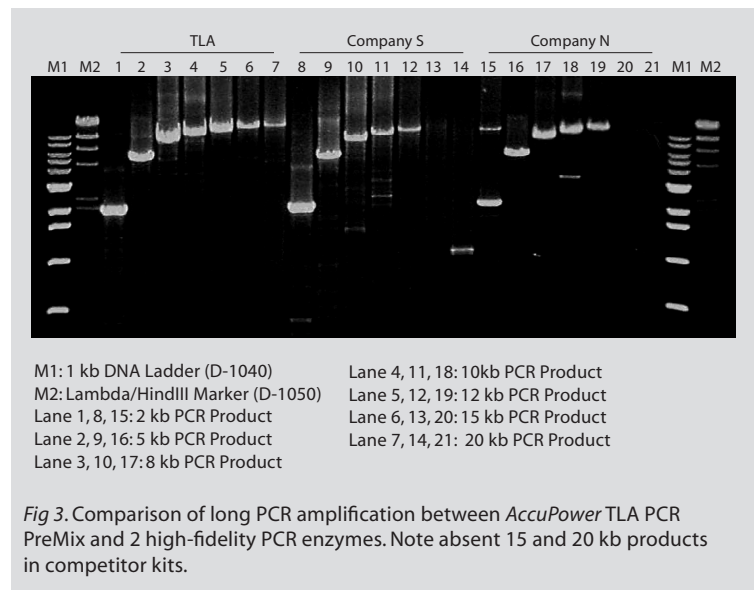 TLA Company S Company N
M1 M2 1 2 3 4 5 6 7 8 9 10 11 12 13 14 15 16 17 18 19 20 21 M1 M2
M1: 1 kb DNA Ladder (D-1040)
M2: Lambda/HindIII Marker (D-1050)
Lane 1, 8, 15: 2 kb PCR Product
Lane 2, 9, 16: 5 kb PCR Product
Lane 3, 10, 17: 8 kb PCR Product
Lane 4, 11, 18: 10kb PCR Product
Lane 5, 12, 19: 12 kb PCR Product
Lane 6, 13, 20: 15 kb PCR Product
Lane 7, 14, 21: 20 kb PCR Product
Fig 3. Comparison of long PCR amplification between AccuPower TLA PCR
PreMix and 2 high-fidelity PCR enzymes. Note absent 15 and 20 kb products
in competitor kits.